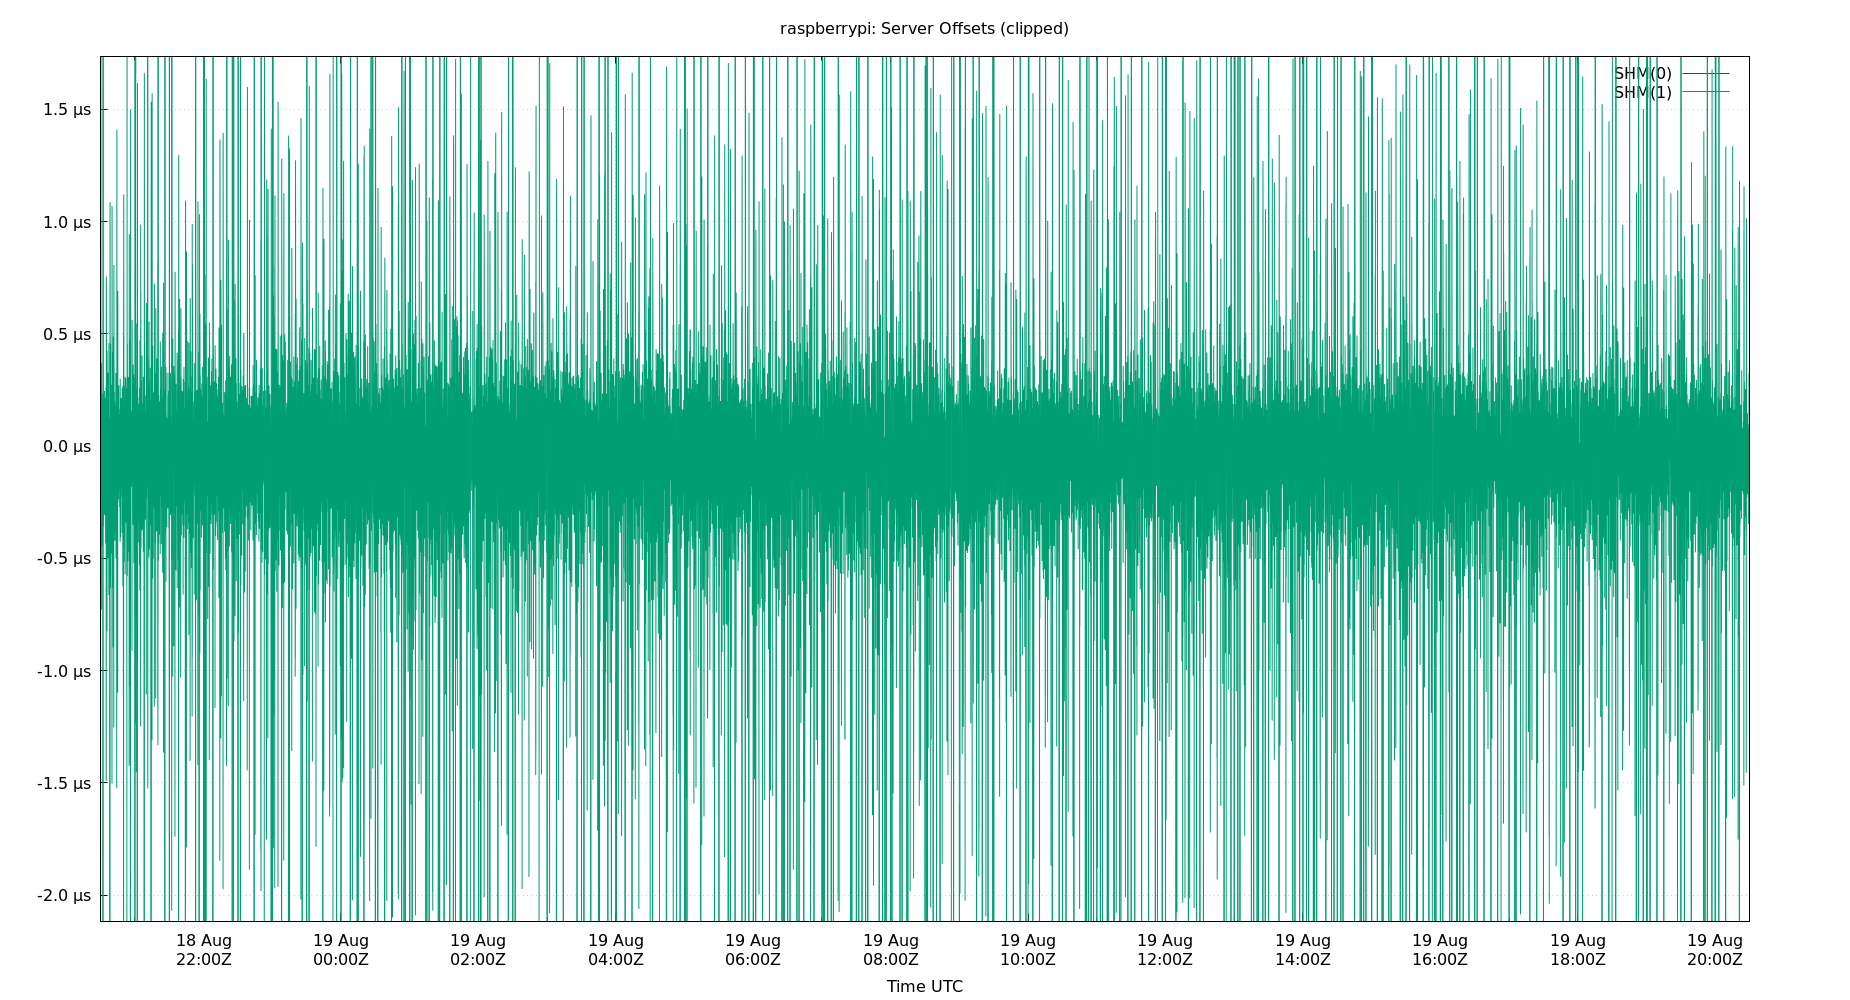 raspberrypi: Server Offsets (clipped)
SHM(0)
SHM(1)
1.5 µs
1.0 µs
0.5 µs
0.0 µs
-0.5 µs
-1.0 µs
-1.5 µs
-2.0 µs
18 Aug 19 Aug 19 Aug 19 Aug 19 Aug 19 Aug 19 Aug 19 Aug 19 Aug 19 Aug 19 Aug 19 Aug
22:00Z 00:00Z 02:00Z 04:00Z 06:00Z 08:00Z 10:00Z 12:00Z 14:00Z 16:00Z 18:00Z 20:00Z
Time UTC